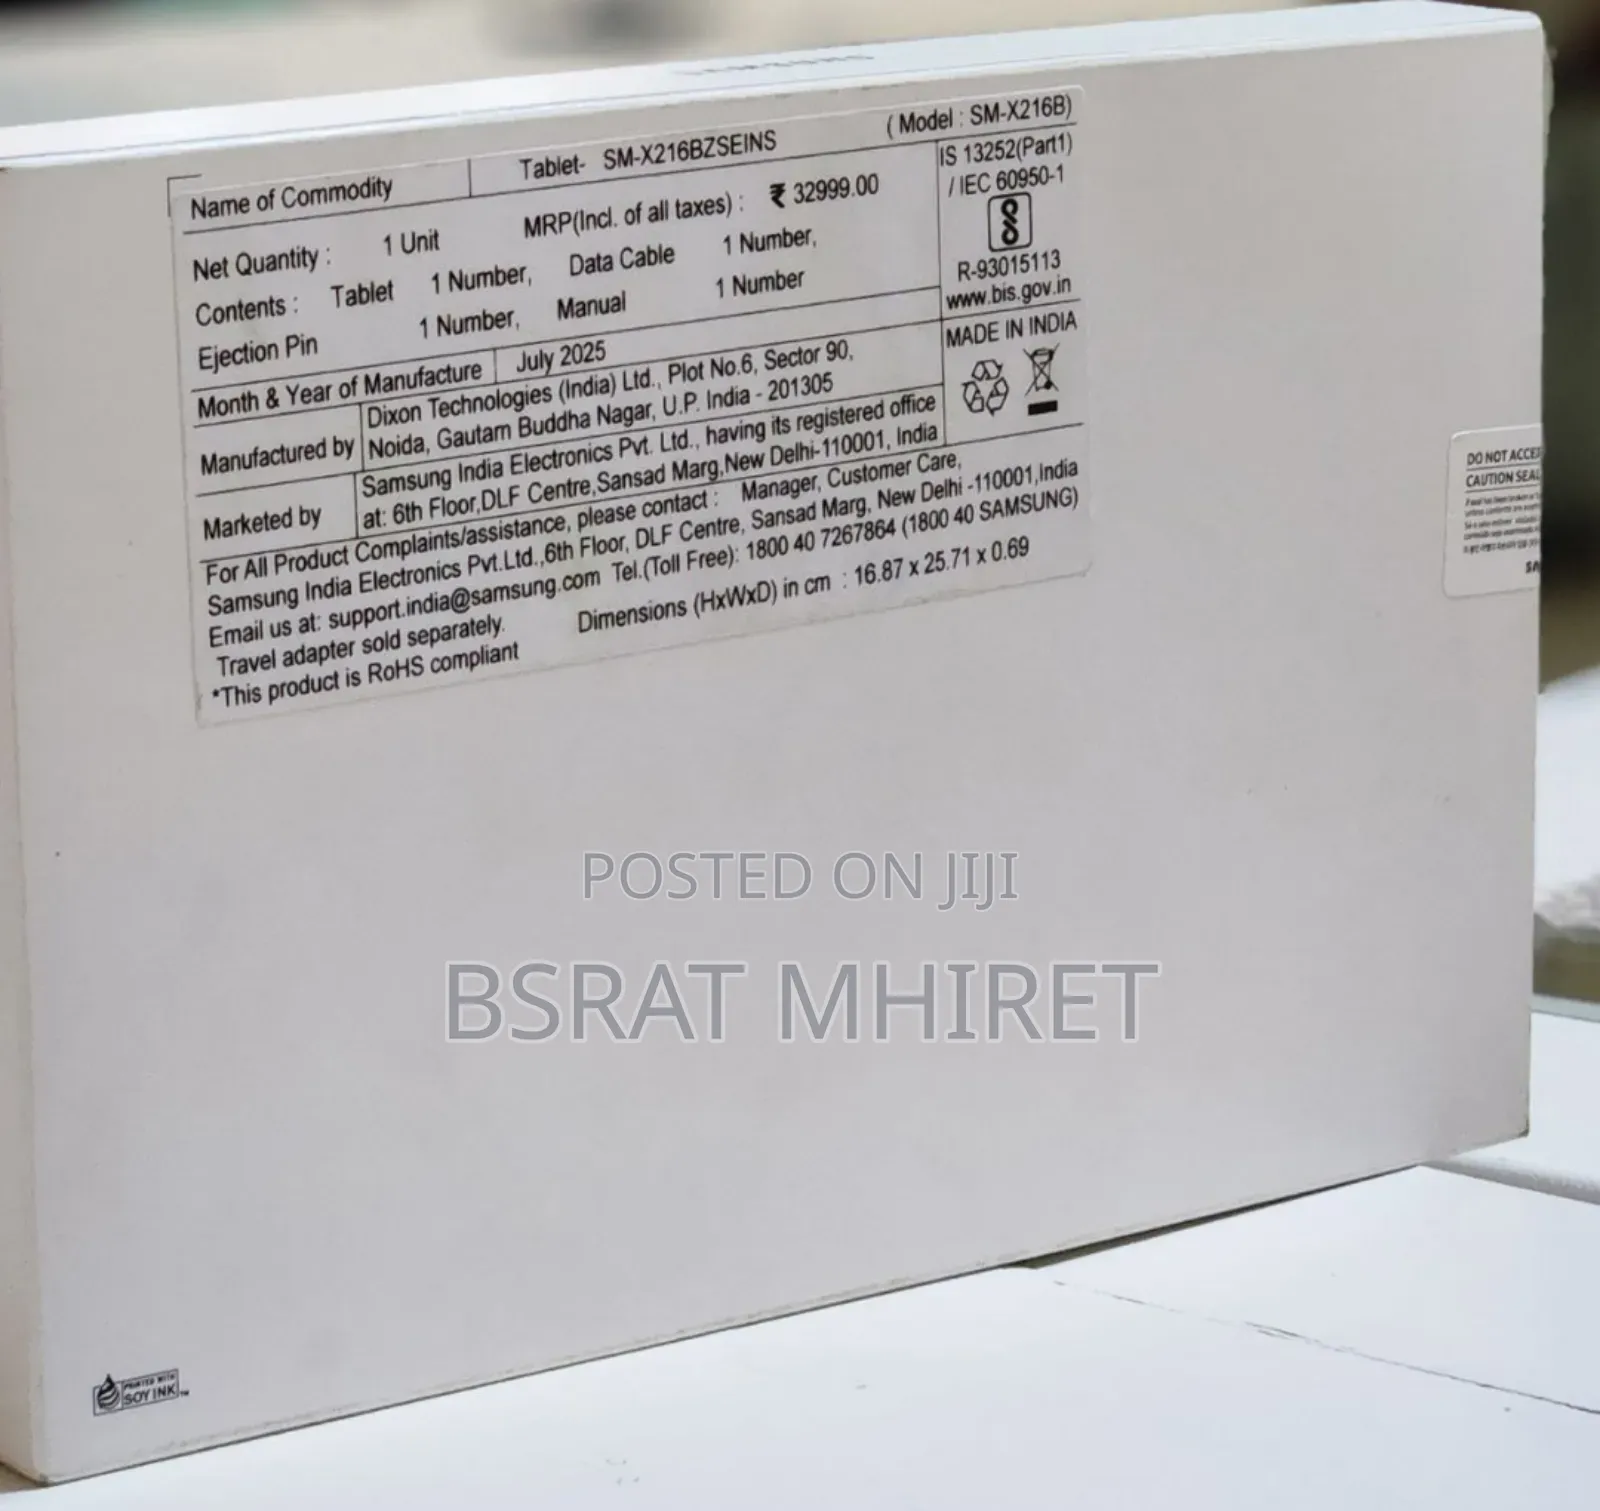 SAMSUNG
Name of Commodity Tablet- SM-X216BZSEINS ( Model : SM-X216B)
Net Quantity : 1 Unit MRP(Incl. of all taxes) : ₹ 32999.00
Contents : Tablet 1 Number, Data Cable 1 Number,
Ejection Pin 1 Number, Manual 1 Number
IS 13252(Part1)
/ IEC 60950-1
R-93015113
www.bis.gov.in
Month & Year of Manufacture July 2025
MADE IN INDIA
Manufactured by Dixon Technologies (India) Ltd., Plot No.6, Sector 90,
Noida, Gautam Buddha Nagar, U.P. India - 201305
Marketed by Samsung India Electronics Pvt. Ltd., having its registered office
at: 6th Floor,DLF Centre,Sansad Marg,New Delhi-110001, India
For All Product Complaints/assistance, please contact : Manager, Customer Care,
Samsung India Electronics Pvt.Ltd.,6th Floor, DLF Centre, Sansad Marg, New Delhi -110001,India
Email us at: support.india@samsung.com Tel.(Toll Free): 1800 40 7267864 (1800 40 SAMSUNG)
Travel adapter sold separately. Dimensions (HxWxD) in cm : 16.87 x 25.71 x 0.69
*This product is RoHS compliant
DO NOT ACCE
CAUTION SEAL
SA
POSTED ON JIJI
BSRAT MHIRET
PRINTED WITH
SOY INK™